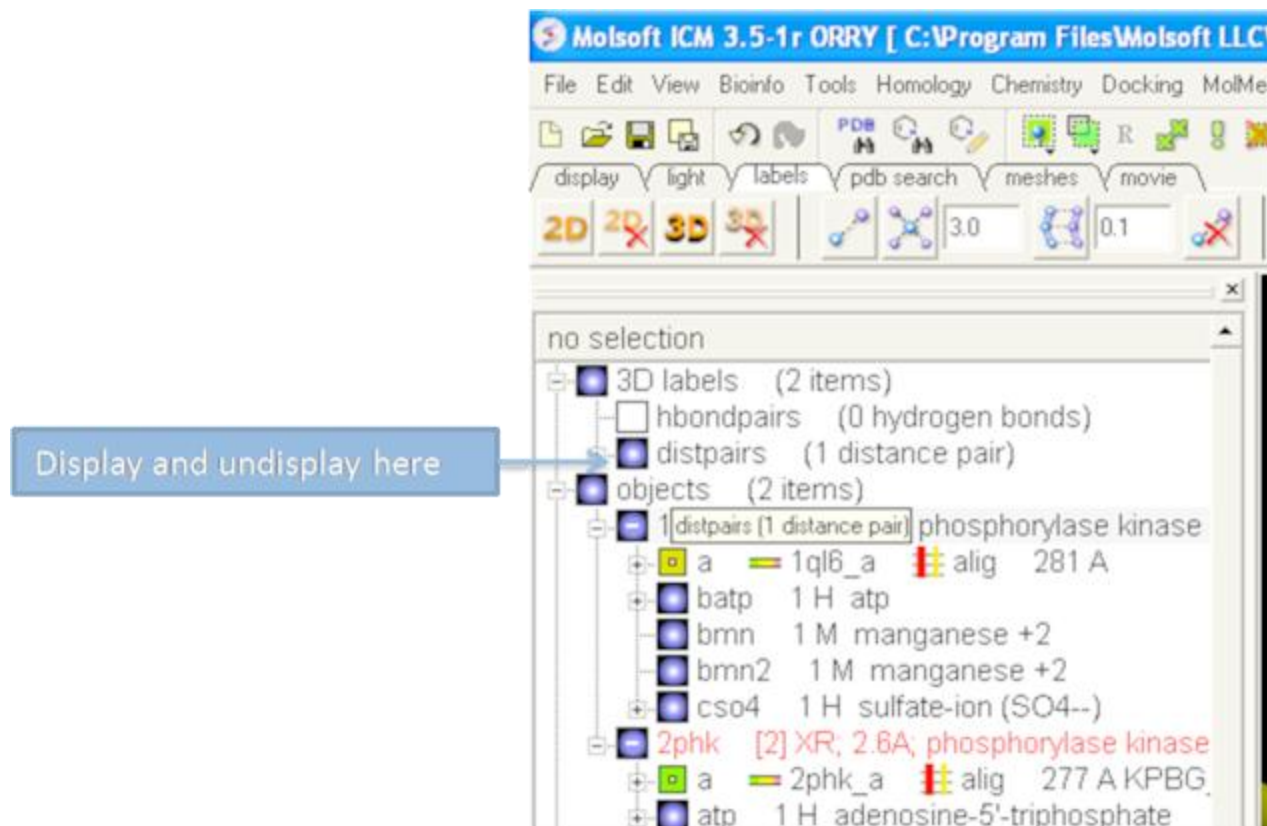 Molsoft ICM 3.5-1r ORRY [ C:\Program Files\Molsoft LLC\
File Edit View Bioinfo Tools Homology Chemistry Docking MolMe
PDB R
display light labels pdb search meshes movie
2D 2D 3D 3D 3.0 0.1
no selection
3D labels (2 items)
hbondpairs (0 hydrogen bonds)
Display and undisplay here
distpairs (1 distance pair)
objects (2 items)
1 distpairs (1 distance pair) phosphorylase kinase
a 1ql6_a alig 281 A
batp 1 H atp
bmn 1 M manganese +2
bmn2 1 M manganese +2
cso4 1 H sulfate-ion (SO4--)
2phk [2] XR; 2.6A; phosphorylase kinase
a 2phk_a alig 277 A KPBG_
atp 1 H adenosine-5'-triphosphate